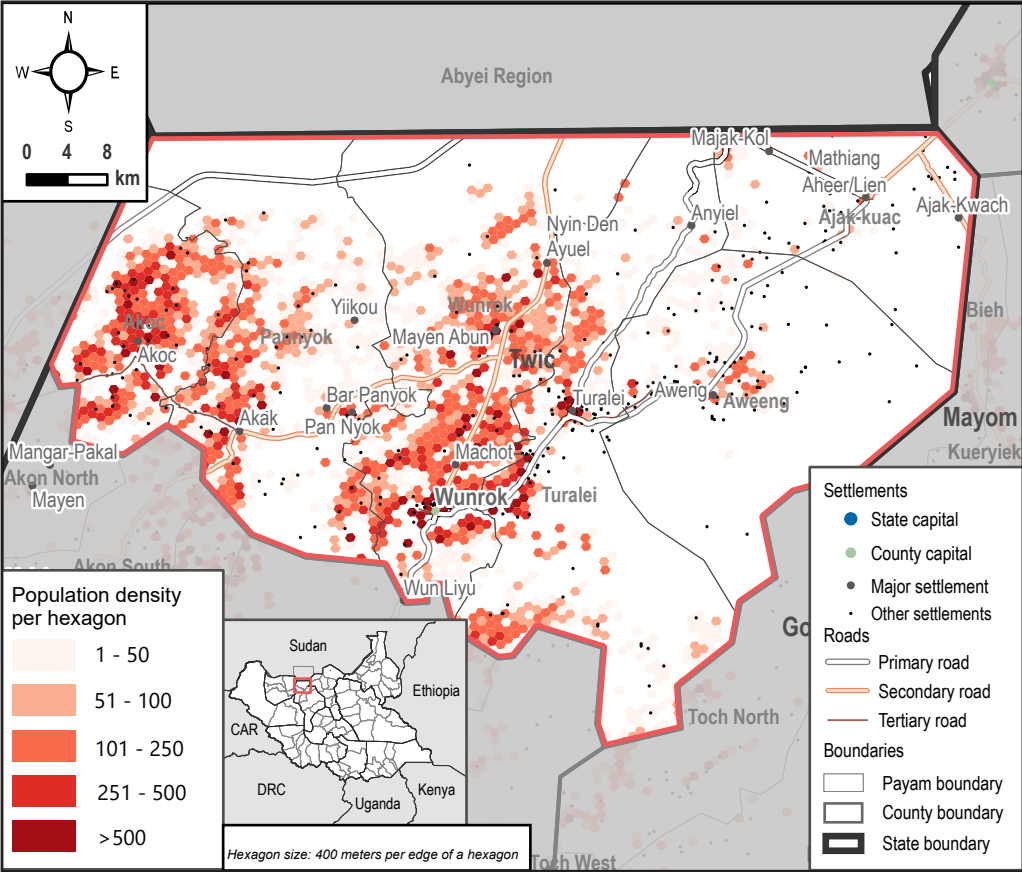 N
W
E
S
0 4 8
km
Abyei Region
Majak-Kol
Mathiang
Aheer/Lien
Ajak-kuac
Ajak-Kwach
Anyiel
Nyin-Den
Ayuel
Wunrok
Yiikou
Mayen Abun
Pannyok
Akoc
Akoc
Twic
Bieh
Bar Panyok
Turalei
Aweng
Aweeng
Akak
Pan Nyok
Mayom
Mangar-Pakal
Machot
Kueryiek
Akon North
Mayen
Wunrok
Turalei
Akon South
Wun Liyu
Go
Toch North
Toch West
Population density
per hexagon
1 - 50
51 - 100
101 - 250
251 - 500
>500
Sudan
Ethiopia
CAR
DRC
Uganda
Kenya
Hexagon size: 400 meters per edge of a hexagon
Settlements
State capital
County capital
Major settlement
Other settlements
Roads
Primary road
Secondary road
Tertiary road
Boundaries
Payam boundary
County boundary
State boundary